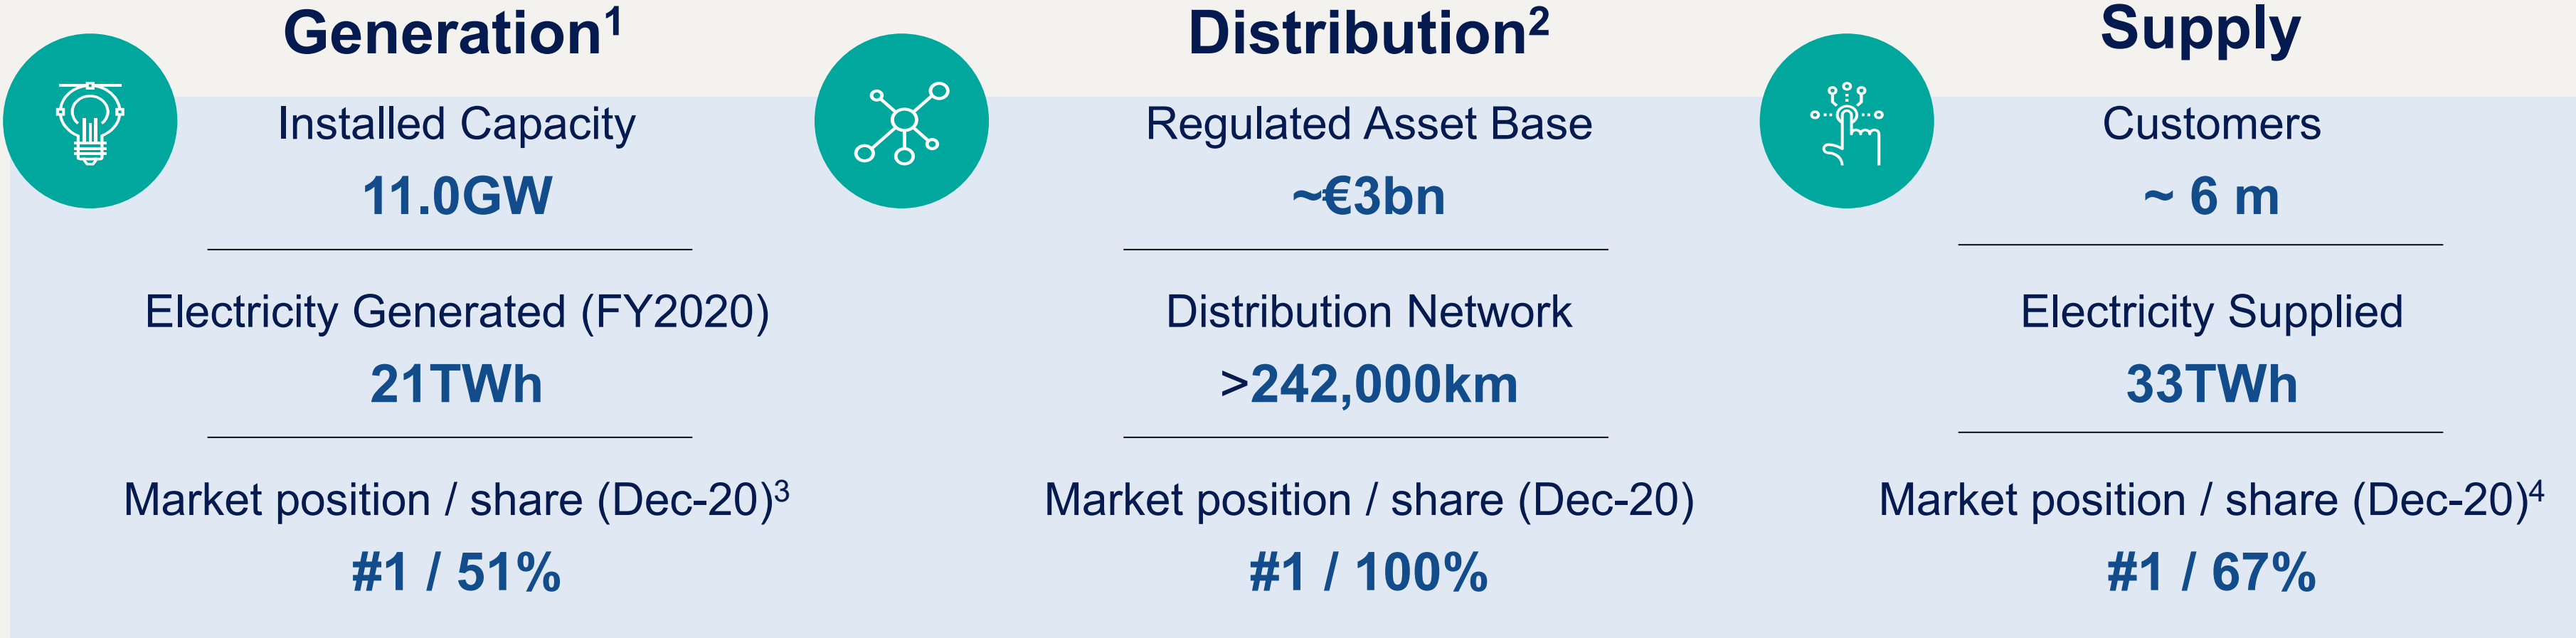 Generation¹
Installed Capacity
11.0GW
Electricity Generated (FY2020)
21TWh
Market position / share (Dec-20)³
#1 / 51%
Distribution²
Regulated Asset Base
~€3bn
Distribution Network
>242,000km
Market position / share (Dec-20)
#1 / 100%
Supply
Customers
~ 6 m
Electricity Supplied
33TWh
Market position / share (Dec-20)⁴
#1 / 67%